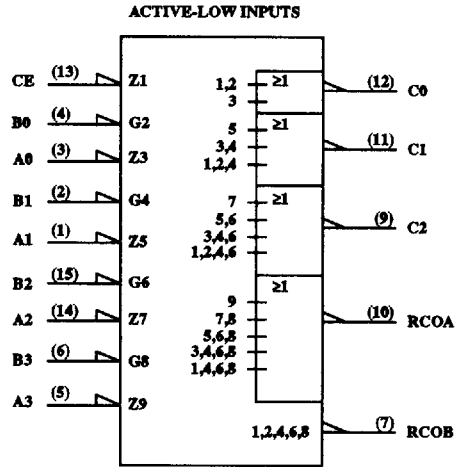 ACTIVE-LOW INPUTS
CE (13) Z1
B0 (4) G2
A0 (3) Z3
B1 (2) G4
A1 (1) Z5
B2 (15) G6
A2 (14) Z7
B3 (6) G8
A3 (5) Z9
1,2 ≥1 (12) C0
3
5 ≥1
3,4 (11) C1
1,2,4
7 ≥1
5,6 (9) C2
3,4,6
1,2,4,6
≥1
9
7,8 (10) RCOA
5,6,8
3,4,6,8
1,4,6,8
1,2,4,6,8 (7) RCOB